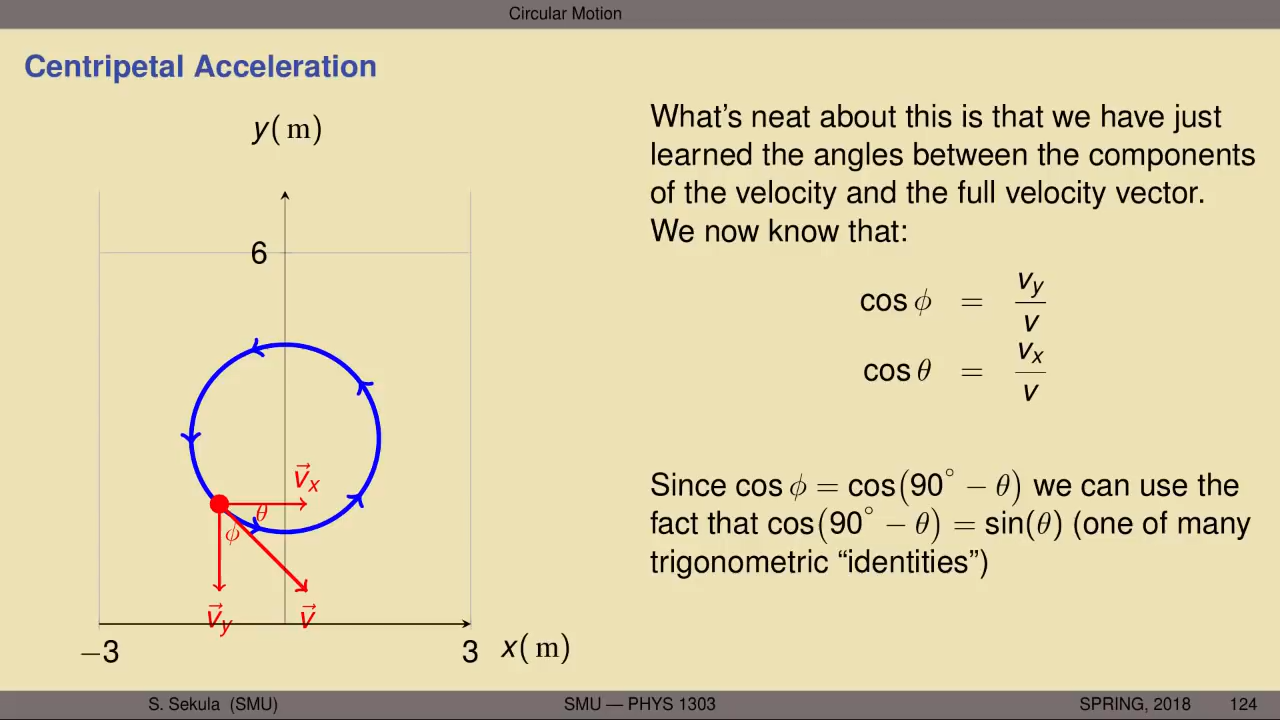 Circular Motion
Centripetal Acceleration
y( m)
6
v⃗x
θ
ϕ
v⃗y
v⃗
−3
3
x( m)
What's neat about this is that we have just
learned the angles between the components
of the velocity and the full velocity vector.
We now know that:
cos ϕ = vy/v
cos θ = vx/v
Since cos ϕ = cos(90° − θ) we can use the
fact that cos(90° − θ) = sin(θ) (one of many
trigonometric “identities”)
S. Sekula (SMU)
SMU — PHYS 1303
SPRING, 2018
124